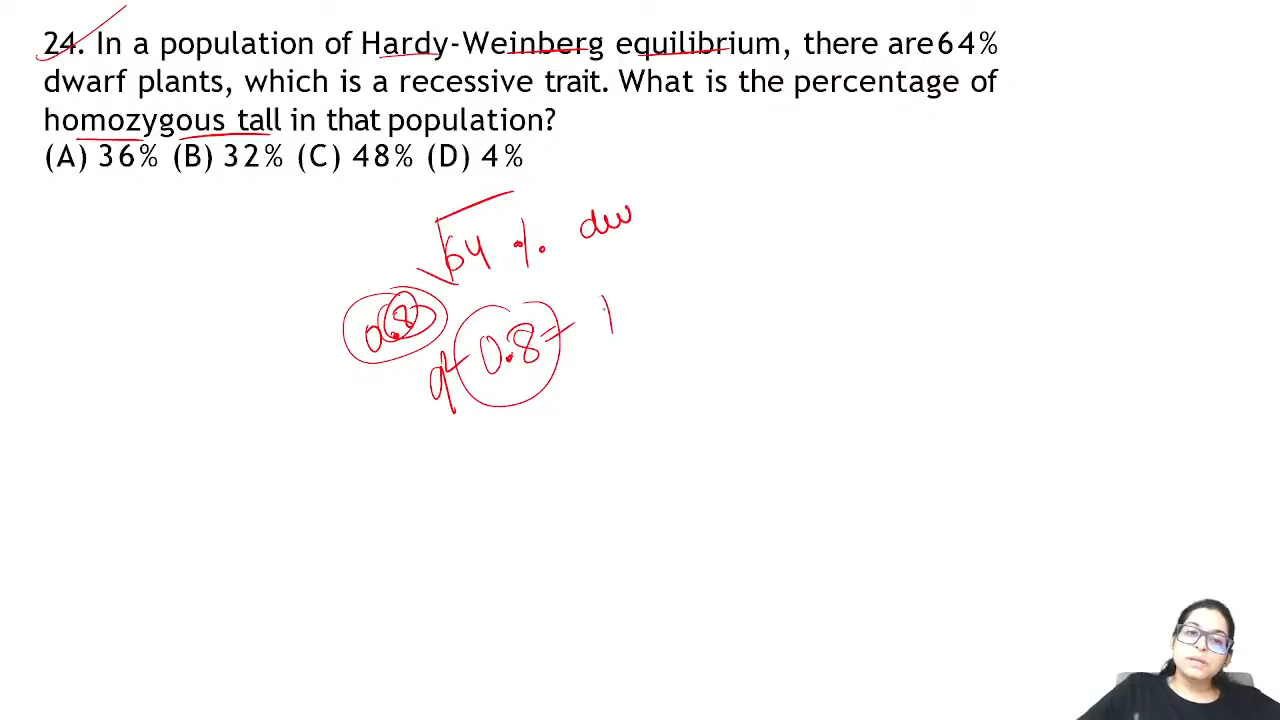 24. In a population of Hardy-Weinberg equilibrium, there are 64%
dwarf plants, which is a recessive trait. What is the percentage of
homozygous tall in that population?
(A) 36% (B) 32% (C) 48% (D) 4%
√64 % dw
0.8
q = 0.8 = 1